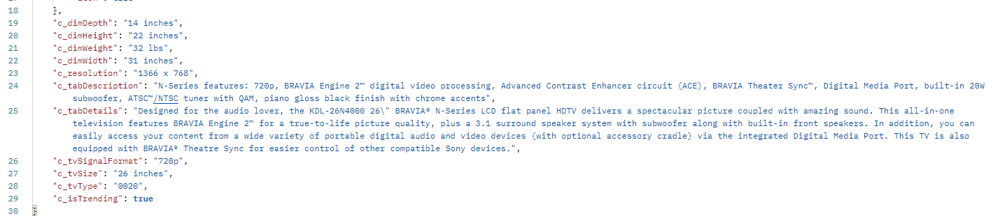 18 },
19 "c_dimDepth": "14 inches",
20 "c_dimHeight": "22 inches",
21 "c_dimWeight": "32 lbs",
22 "c_dimWidth": "31 inches",
23 "c_resolution": "1366 x 768",
24 "c_tabDescription": "N-Series features: 720p, BRAVIA Engine 2™ digital video processing, Advanced Contrast Enhancer circuit (ACE), BRAVIA Theater Sync™, Digital Media Port, built-in 20W
subwoofer, ATSC™/NTSC tuner with QAM, piano gloss black finish with chrome accents",
25 "c_tabDetails": "Designed for the audio lover, the KDL-26N4000 26\" BRAVIA® N-Series LCD flat panel HDTV delivers a spectacular picture coupled with amazing sound. This all-in-one
television features BRAVIA Engine 2™ for a true-to-life picture quality, plus a 3.1 surround speaker system with subwoofer along with built-in front speakers. In addition, you can
easily access your content from a wide variety of portable digital audio and video devices (with optional accessory cradle) via the integrated Digital Media Port. This TV is also
equipped with BRAVIA® Theatre Sync for easier control of other compatible Sony devices.",
26 "c_tvSignalFormat": "720p",
27 "c_tvSize": "26 inches",
28 "c_tvType": "0020",
29 "c_isTrending": true
30 }